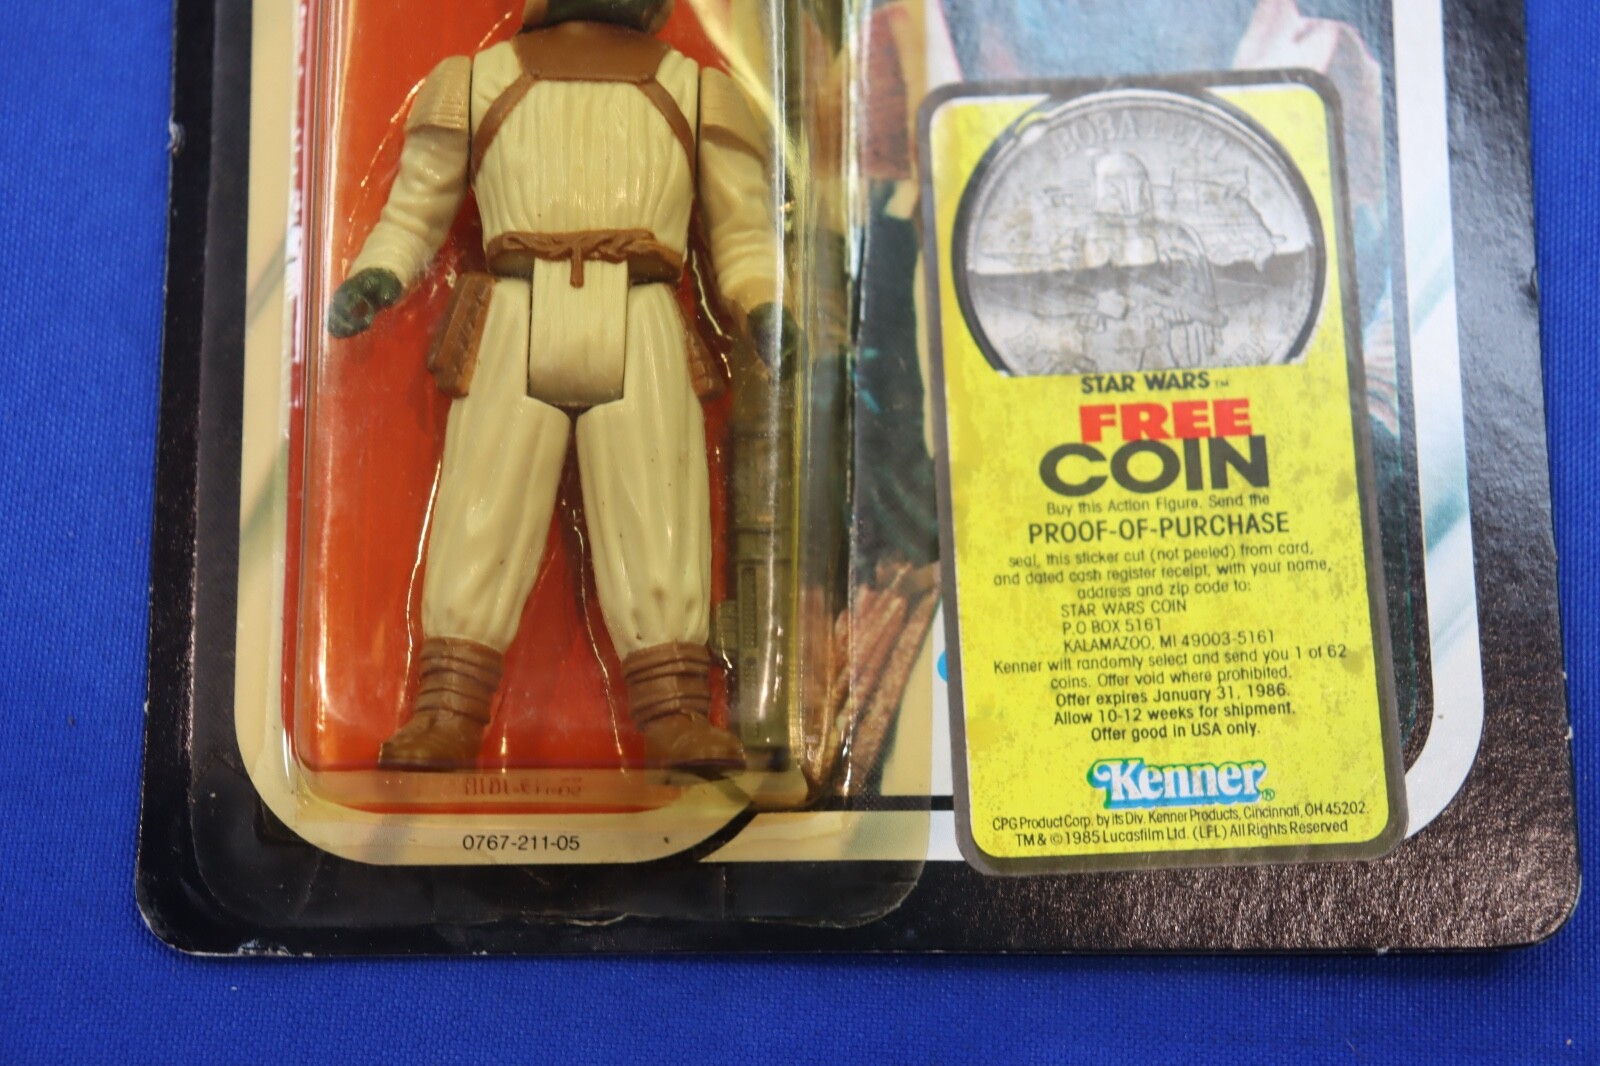 BOBA FETT
STAR WARS™
FREE
COIN
Buy this Action Figure. Send the
PROOF-OF-PURCHASE
seal, this sticker cut (not peeled) from card,
and dated cash register receipt, with your name,
address and zip code to:
STAR WARS COIN
P.O BOX 5161
KALAMAZOO, MI 49003-5161
Kenner will randomly select and send you 1 of 62
coins. Offer void where prohibited.
Offer expires January 31, 1986.
Allow 10-12 weeks for shipment.
Offer good in USA only.
Kenner®
CPG Product Corp. by its Div. Kenner Products, Cincinnati, OH 45202.
TM & © 1985 Lucasfilm Ltd. (LFL) All Rights Reserved
0767-211-05